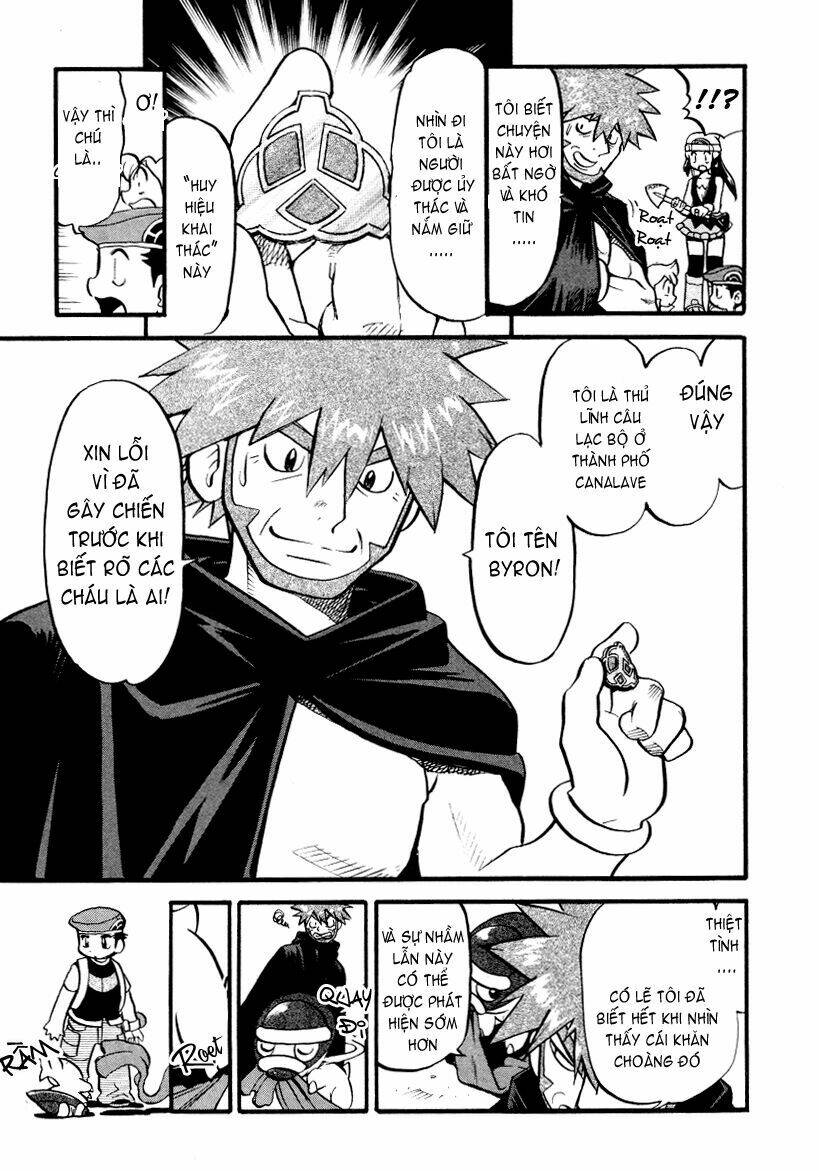 !!!?
TÔI BIẾT
CHUYỆN
NÀY HƠI
BẤT NGỜ
VÀ KHÓ
TIN
.....
Roạt
Roạt
NHÌN ĐI
TÔI LÀ
NGƯỜI
ĐƯỢC ỦY
THÁC VÀ
NẮM GIỮ
.....
"HUY
HIỆU
KHAI
THÁC"
NÀY
Ơ!
VẬY THÌ
CHÚ
LÀ..
ĐÚNG
VẬY
TÔI LÀ THỦ
LĨNH CÂU
LẠC BỘ Ở
THÀNH PHỐ
CANALAVE
TÔI TÊN
BYRON!
XIN LỖI
VÌ ĐÃ
GÂY CHIẾN
TRƯỚC KHI
BIẾT RÕ CÁC
CHÁU LÀ AI!
THIỆT
TÌNH
....
CÓ LẼ TÔI ĐÃ
BIẾT HẾT KHI NHÌN
THẤY CÁI KHĂN
CHOÀNG ĐÓ
VÀ SỰ NHẦM
LẪN NÀY
CÓ THỂ
ĐƯỢC PHÁT
HIỆN SỚM
HƠN
QUAY
ĐI
Roẹt
RẦM